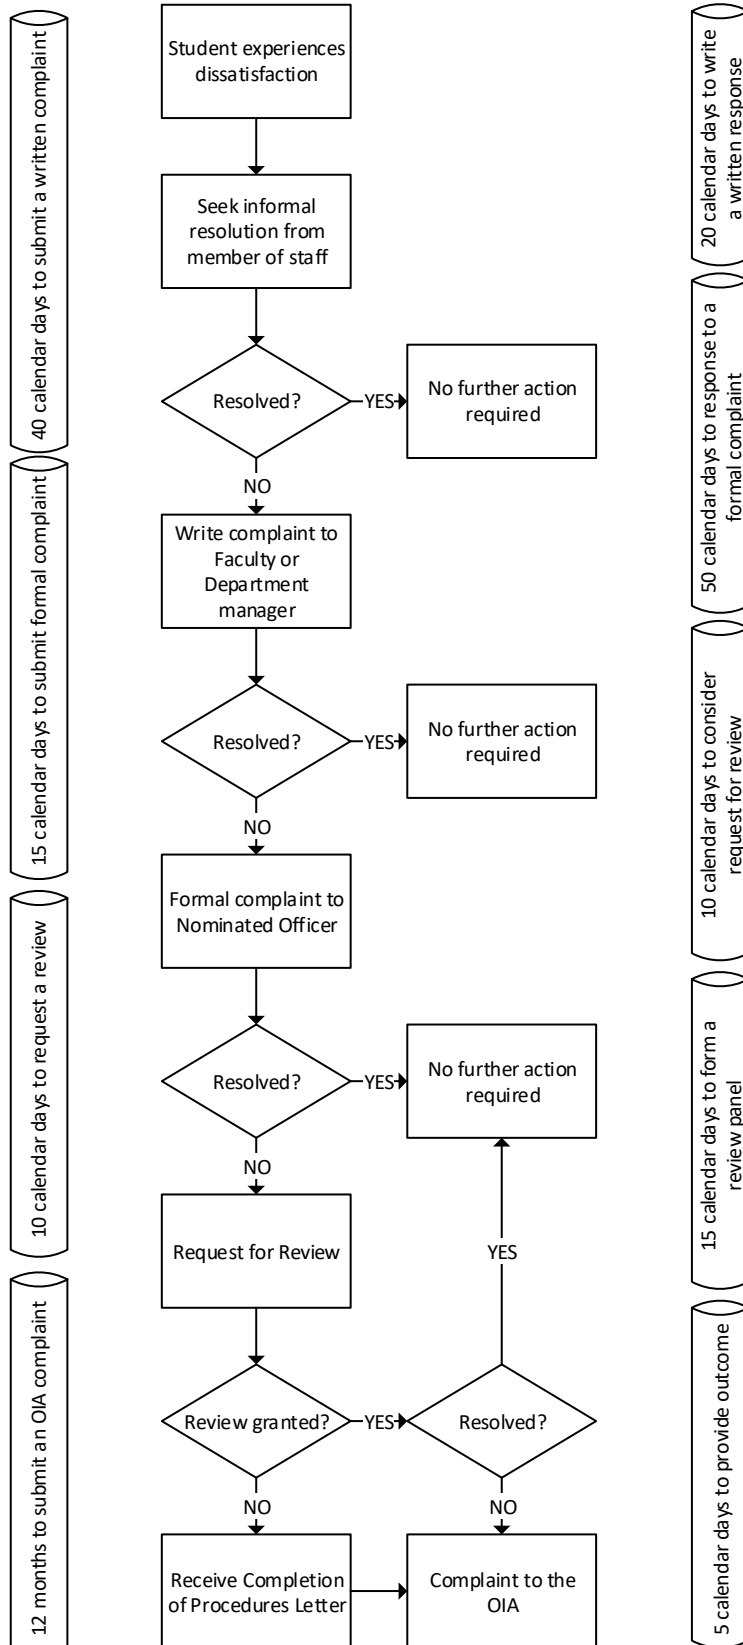 40 calendar days to submit a written complaint
15 calendar days to submit formal complaint
10 calendar days to request a review
12 months to submit an OIA complaint
Student experiences
dissatisfaction
Seek informal
resolution from
member of staff
Resolved?
YES
No further action
required
NO
Write complaint to
Faculty or
Department
manager
Resolved?
YES
No further action
required
NO
Formal complaint to
Nominated Officer
Resolved?
YES
No further action
required
NO
Request for Review
YES
Review granted?
YES
Resolved?
NO
NO
Receive Completion
of Procedures Letter
Complaint to the
OIA
20 calendar days to write
a written response
50 calendar days to response to a
formal complaint
10 calendar days to consider
request for review
15 calendar days to form a
review panel
5 calendar days to provide outcome